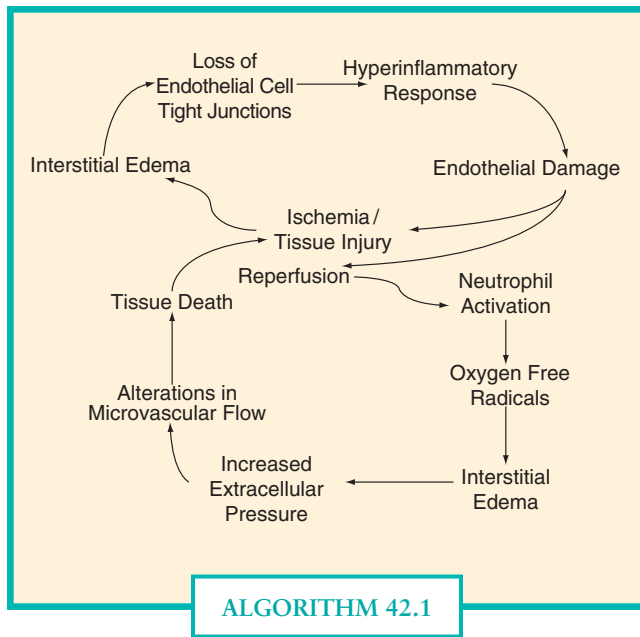 Loss of
Endothelial Cell
Tight Junctions
Hyperinflammatory
Response
Interstitial Edema
Endothelial Damage
Ischemia /
Tissue Injury
Reperfusion
Neutrophil
Activation
Tissue Death
Oxygen Free
Radicals
Alterations in
Microvascular Flow
Increased
Extracellular
Pressure
Interstitial
Edema
ALGORITHM 42.1